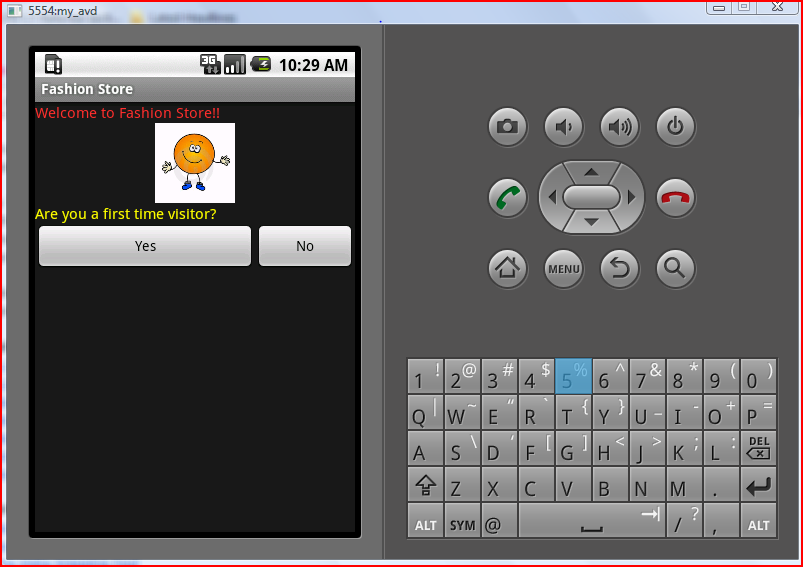 5554:my_avd
3G
10:29 AM
Fashion Store
Welcome to Fashion Store!!
Are you a first time visitor?
Yes No
MENU
1 ! 2 @ 3 # 4 $ 5 % 6 ^ 7 & 8 * 9 ( 0 )
Q | W ~ E “ R ` T { Y } U _ I - O + P =
A S \ D ‘ F [ G ] H < J > K ; L : DEL
Z X C V B N M .
ALT SYM @ / ? , ALT